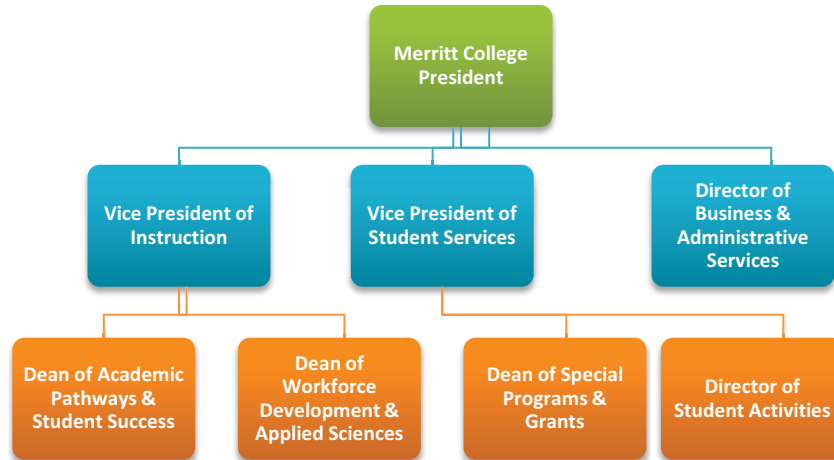 Merritt College
President
Vice President of
Instruction
Vice President of
Student Services
Director of
Business &
Administrative
Services
Dean of Academic
Pathways &
Student Success
Dean of
Workforce
Development &
Applied Sciences
Dean of Special
Programs &
Grants
Director of
Student Activities